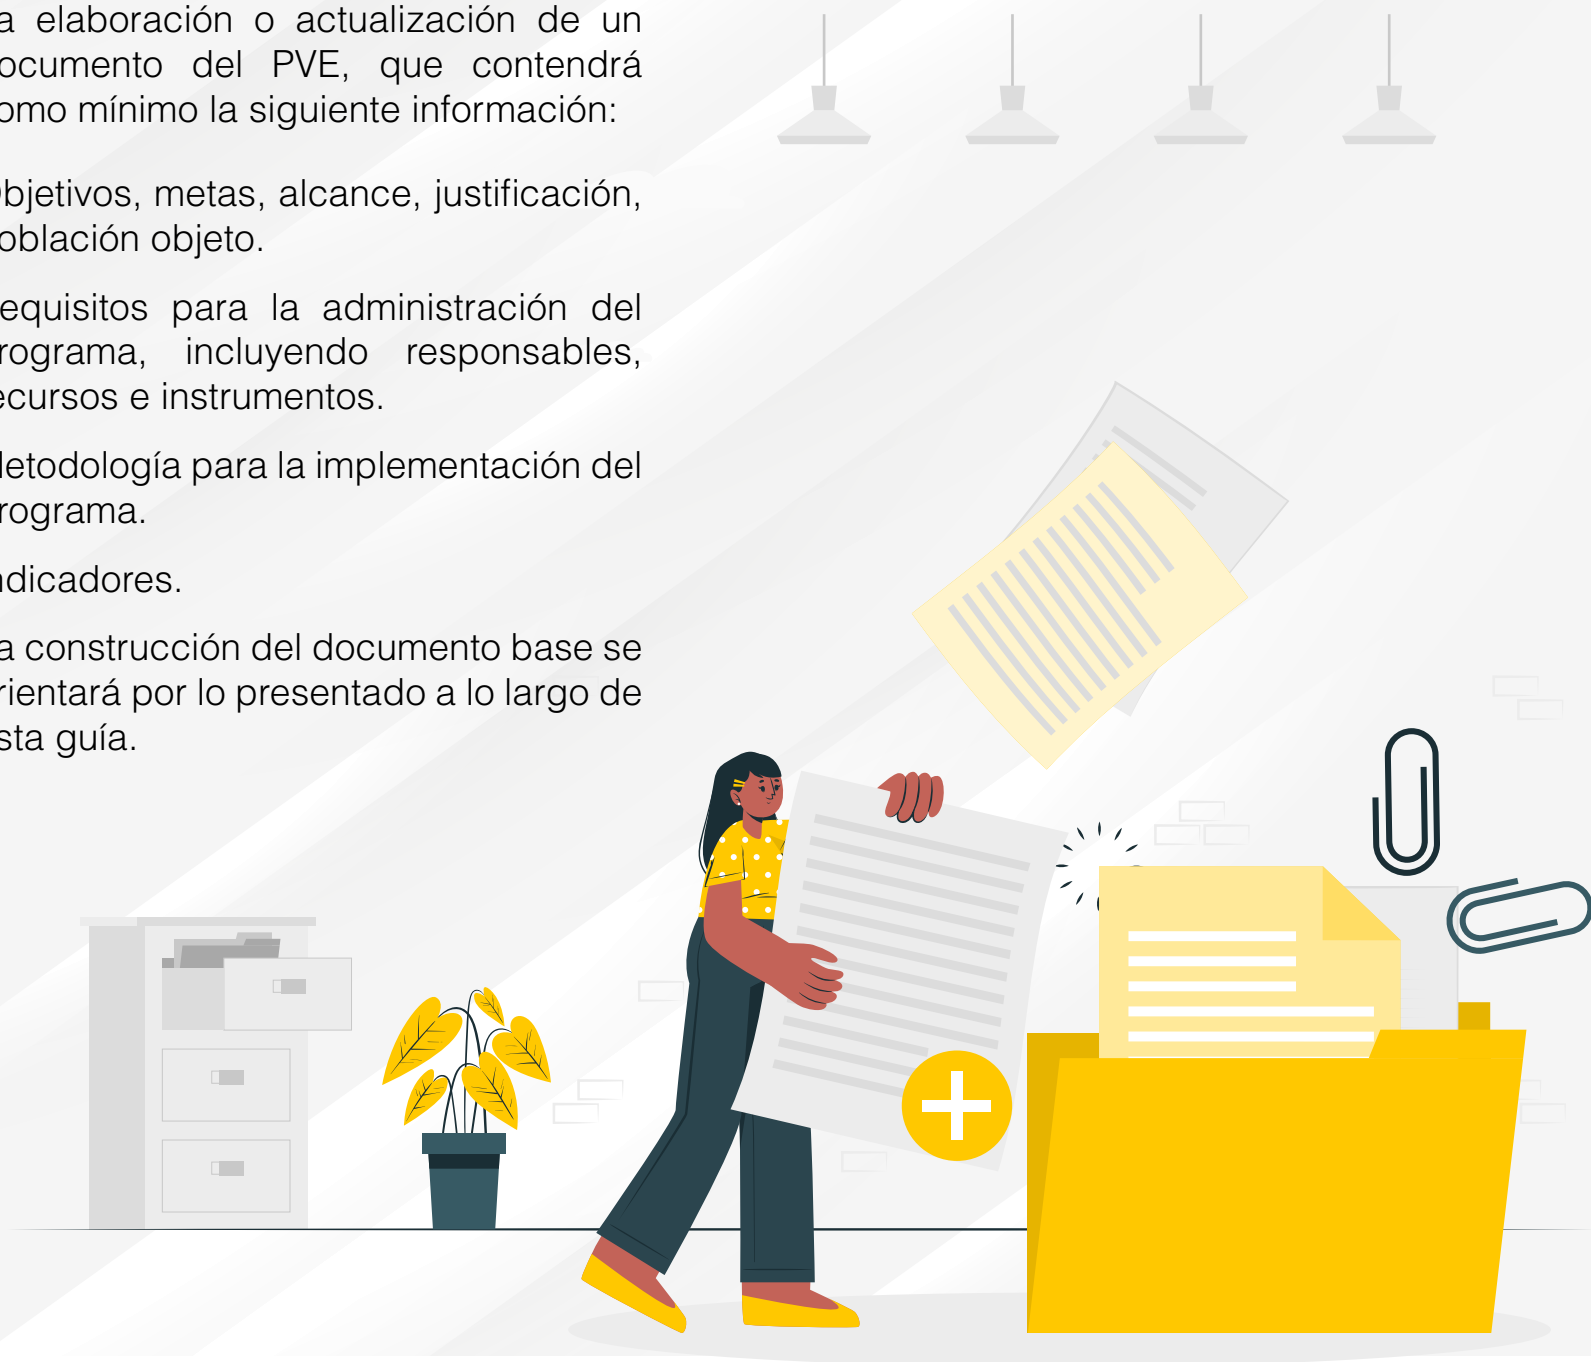 a elaboración o actualización de un
ocumento del PVE, que contendrá
omo mínimo la siguiente información:
bjetivos, metas, alcance, justificación,
oblación objeto.
equisitos para la administración del
rograma, incluyendo responsables,
ecursos e instrumentos.
etodología para la implementación del
rograma.
ndicadores.
a construcción del documento base se
rientará por lo presentado a lo largo de
sta guía.